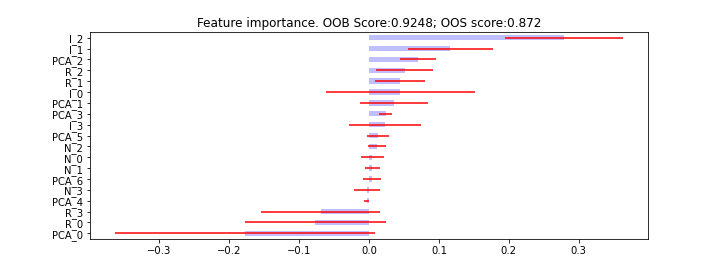 Feature importance. OOB Score:0.9248; OOS score:0.872
I_2
I_1
PCA_2
R_2
R_1
I_0
PCA_1
PCA_3
I_3
PCA_5
N_2
N_0
N_1
PCA_6
N_3
PCA_4
R_3
R_0
PCA_0
−0.3 −0.2 −0.1 0.0 0.1 0.2 0.3